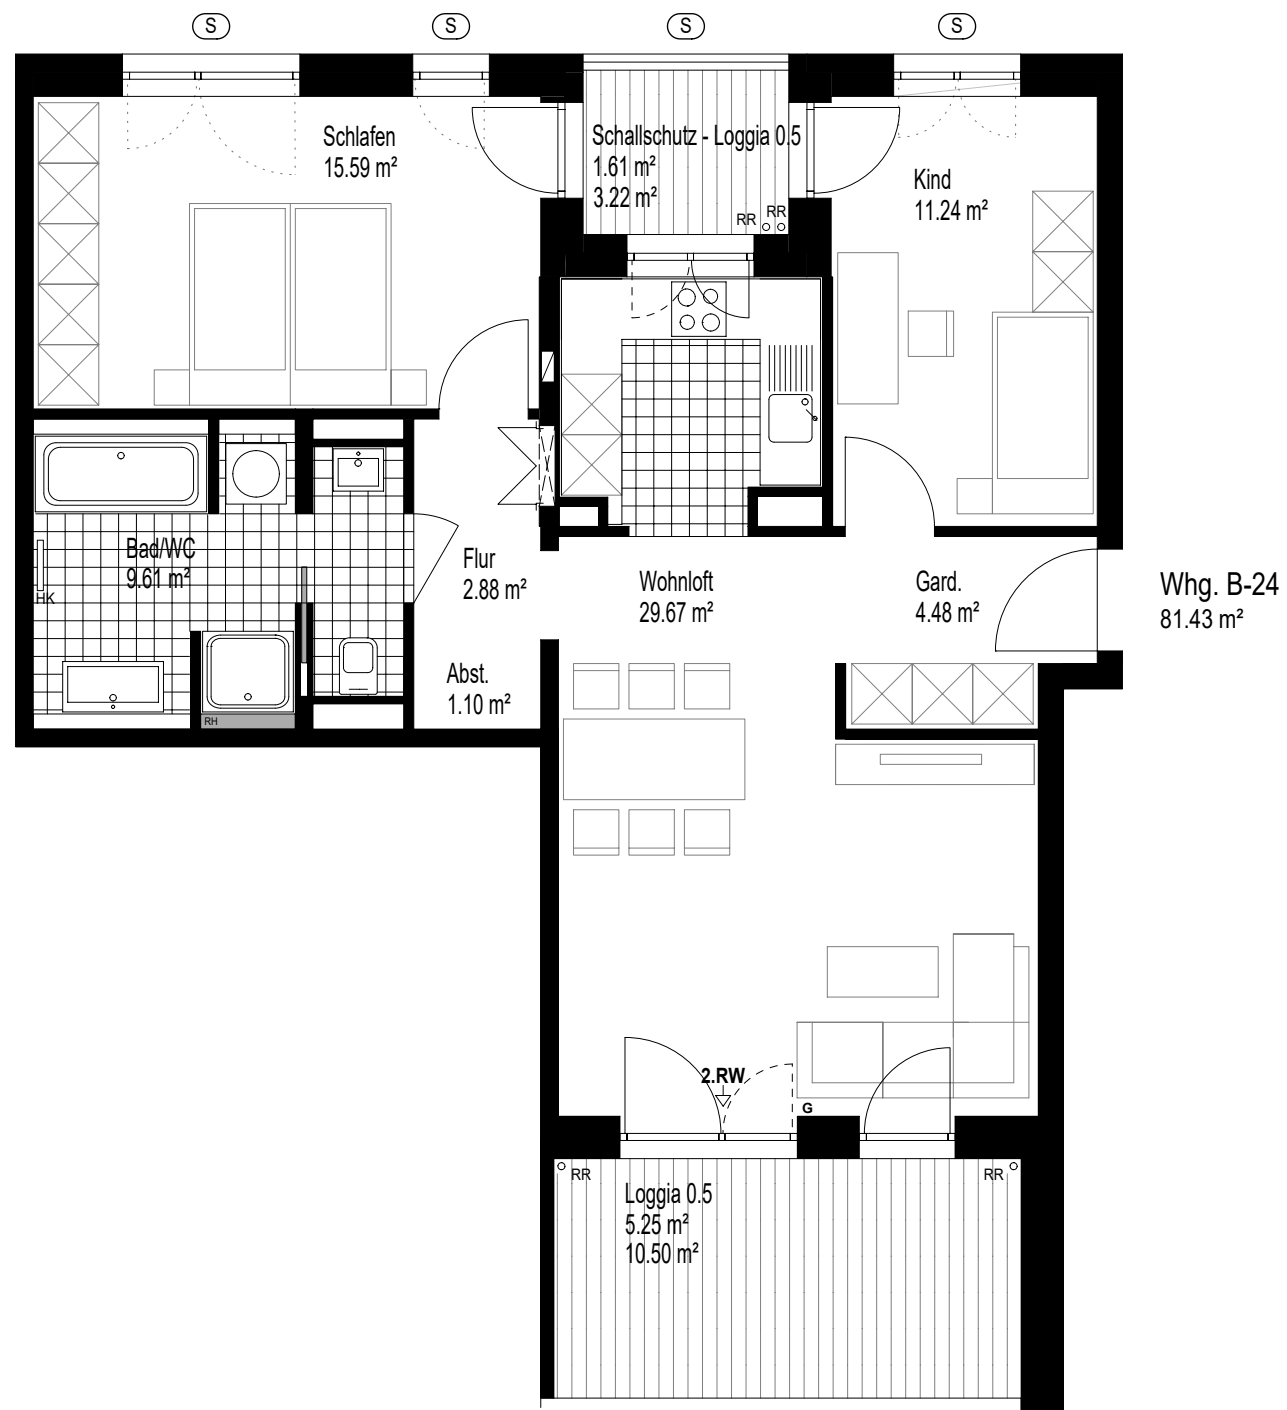 S
S
S
S
Schlafen
15.59 m²
Schallschutz - Loggia 0.5
1.61 m²
3.22 m²
RR
RR
Kind
11.24 m²
Bad/WC
9.61 m²
HK
Flur
2.88 m²
Wohnloft
29.67 m²
Gard.
4.48 m²
Whg. B-24
81.43 m²
Abst.
1.10 m²
RH
2.RW
G
RR
RR
Loggia 0.5
5.25 m²
10.50 m²